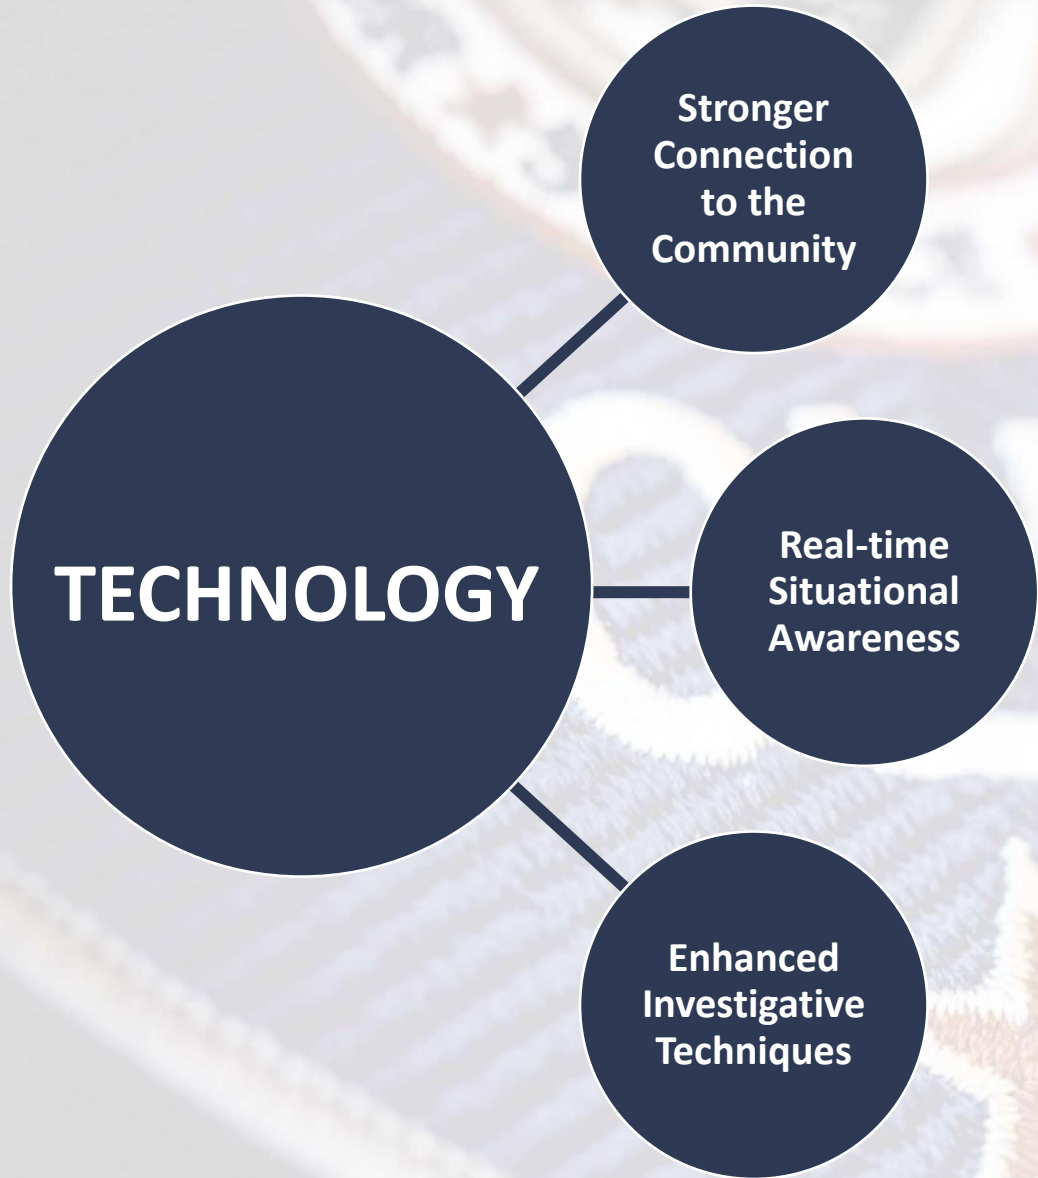 Stronger
Connection
to the
Community
TECHNOLOGY
Real-time
Situational
Awareness
Enhanced
Investigative
Techniques